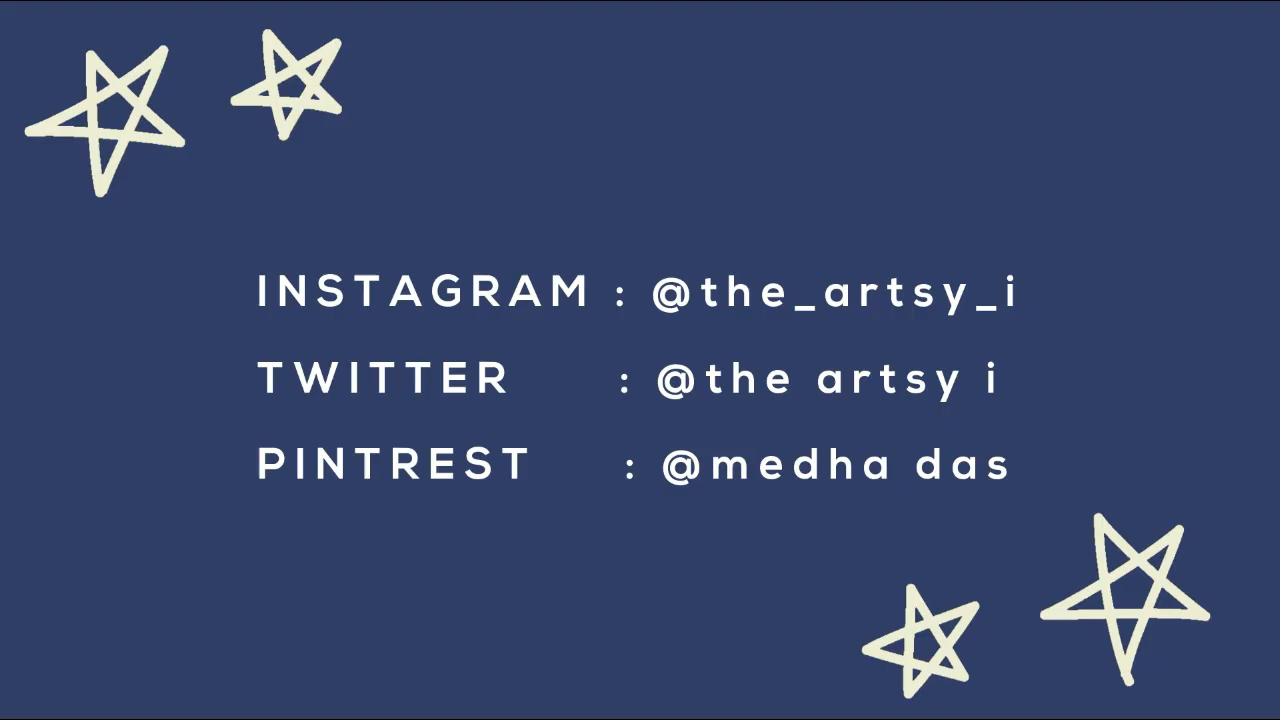 INSTAGRAM : @the_artsy_i
TWITTER : @the artsy i
PINTREST : @medha das